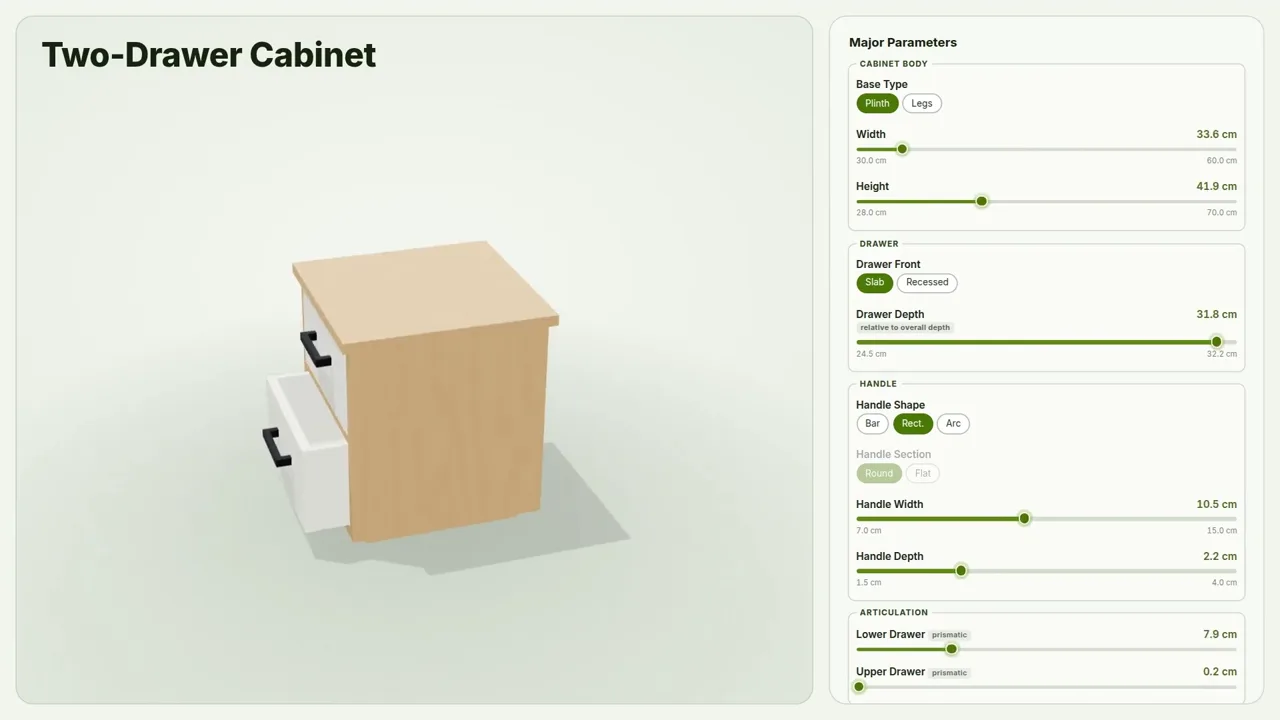 Two-Drawer Cabinet
Major Parameters
CABINET BODY
Base Type
Plinth Legs
Width 33.6 cm
30.0 cm 60.0 cm
Height 41.9 cm
28.0 cm 70.0 cm
DRAWER
Drawer Front
Slab Recessed
Drawer Depth 31.8 cm
relative to overall depth
24.5 cm 32.2 cm
HANDLE
Handle Shape
Bar Rect. Arc
Handle Section
Round Flat
Handle Width 10.5 cm
7.0 cm 15.0 cm
Handle Depth 2.2 cm
1.5 cm 4.0 cm
ARTICULATION
Lower Drawer prismatic 7.9 cm
Upper Drawer prismatic 0.2 cm